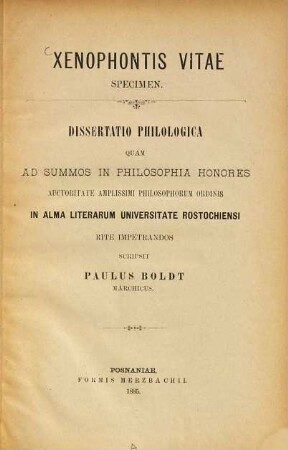 XENOPHONTIS VITAE
SPECIMEN.
DISSERTATIO PHILOLOGICA
QUAM
AD SUMMOS IN PHILOSOPHIA HONORES
AUCTORITATE AMPLISSIMI PHILOSOPHORUM ORDINIS
IN ALMA LITERARUM UNIVERSITATE ROSTOCHIENSI
RITE IMPETRANDOS
SCRIPSIT
PAULUS BOLDT
MARCHICUS.
POSNANIAE,
FORMIS MERZBACHII.
1885.